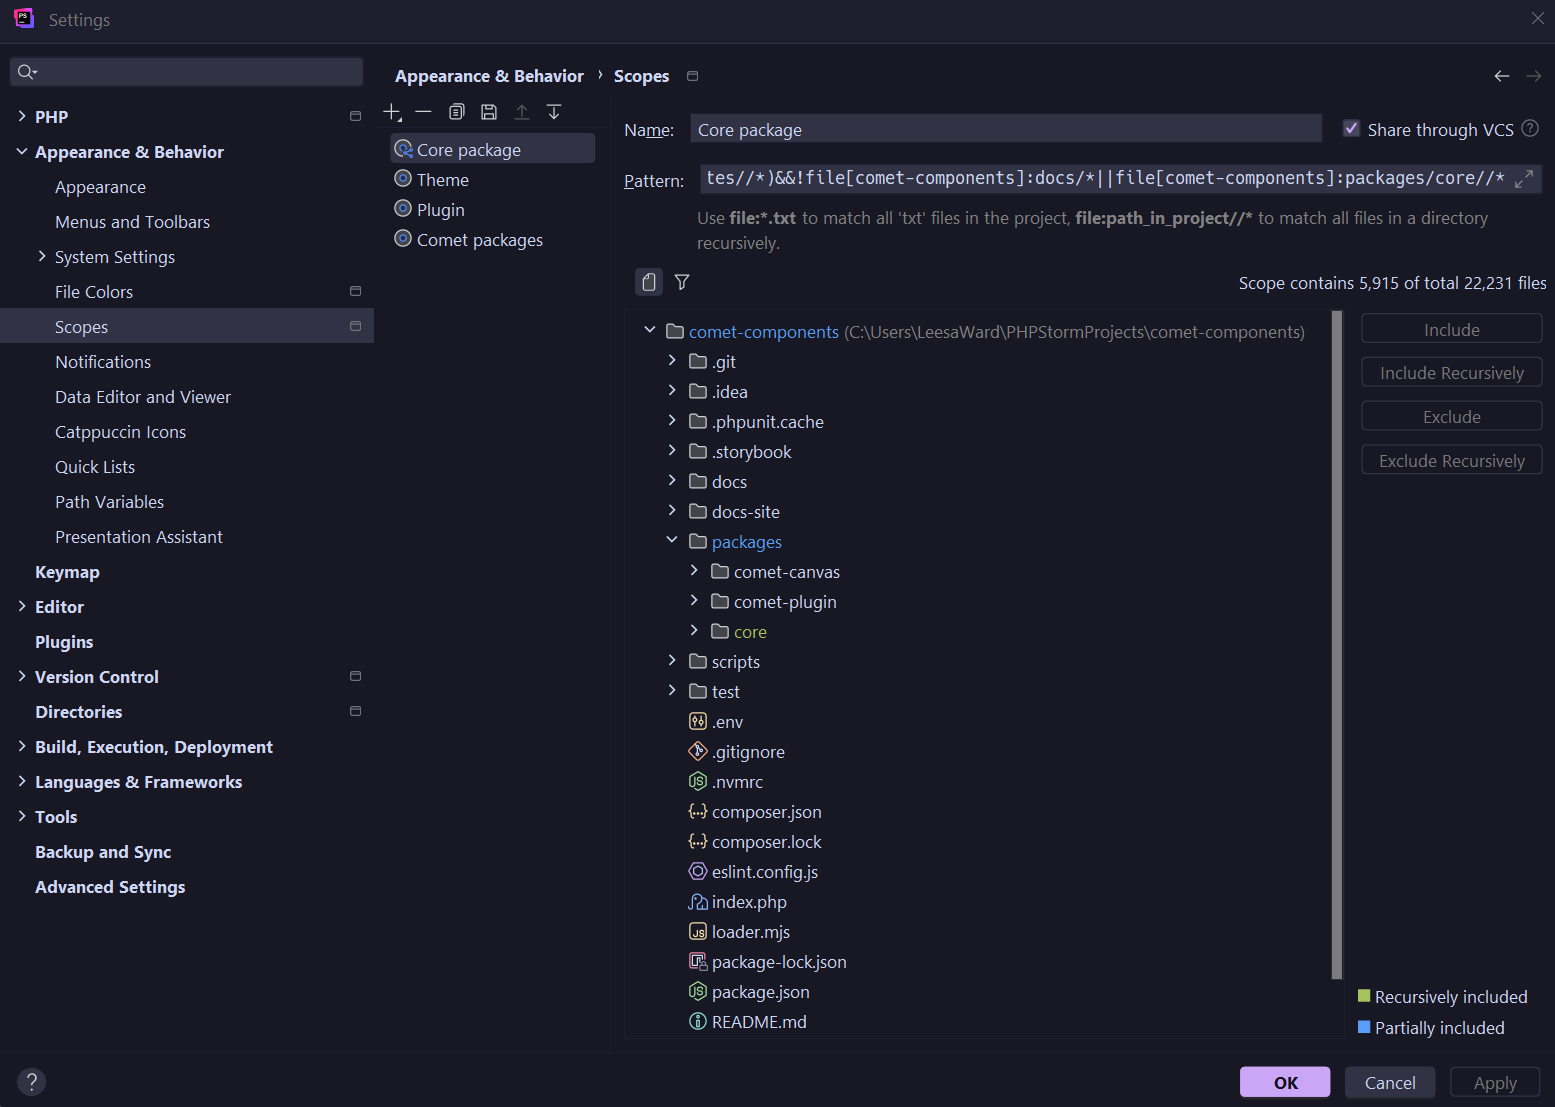 Settings
PHP
Appearance & Behavior
Appearance
Menus and Toolbars
System Settings
File Colors
Scopes
Notifications
Data Editor and Viewer
Catppuccin Icons
Quick Lists
Path Variables
Presentation Assistant
Keymap
Editor
Plugins
Version Control
Directories
Build, Execution, Deployment
Languages & Frameworks
Tools
Backup and Sync
Advanced Settings
Appearance & Behavior › Scopes
Core package
Theme
Plugin
Comet packages
Name: Core package Share through VCS ?
Pattern: tes//*)&&!file[comet-components]:docs/*||file[comet-components]:packages/core//*
Use file:*.txt to match all 'txt' files in the project, file:path_in_project//* to match all files in a directory
recursively.
Scope contains 5,915 of total 22,231 files
comet-components (C:\Users\LeesaWard\PHPStormProjects\comet-components)
.git
.idea
.phpunit.cache
.storybook
docs
docs-site
packages
comet-canvas
comet-plugin
core
scripts
test
.env
.gitignore
.nvmrc
composer.json
composer.lock
eslint.config.js
index.php
loader.mjs
package-lock.json
package.json
README.md
Include
Include Recursively
Exclude
Exclude Recursively
Recursively included
Partially included
? OK Cancel Apply